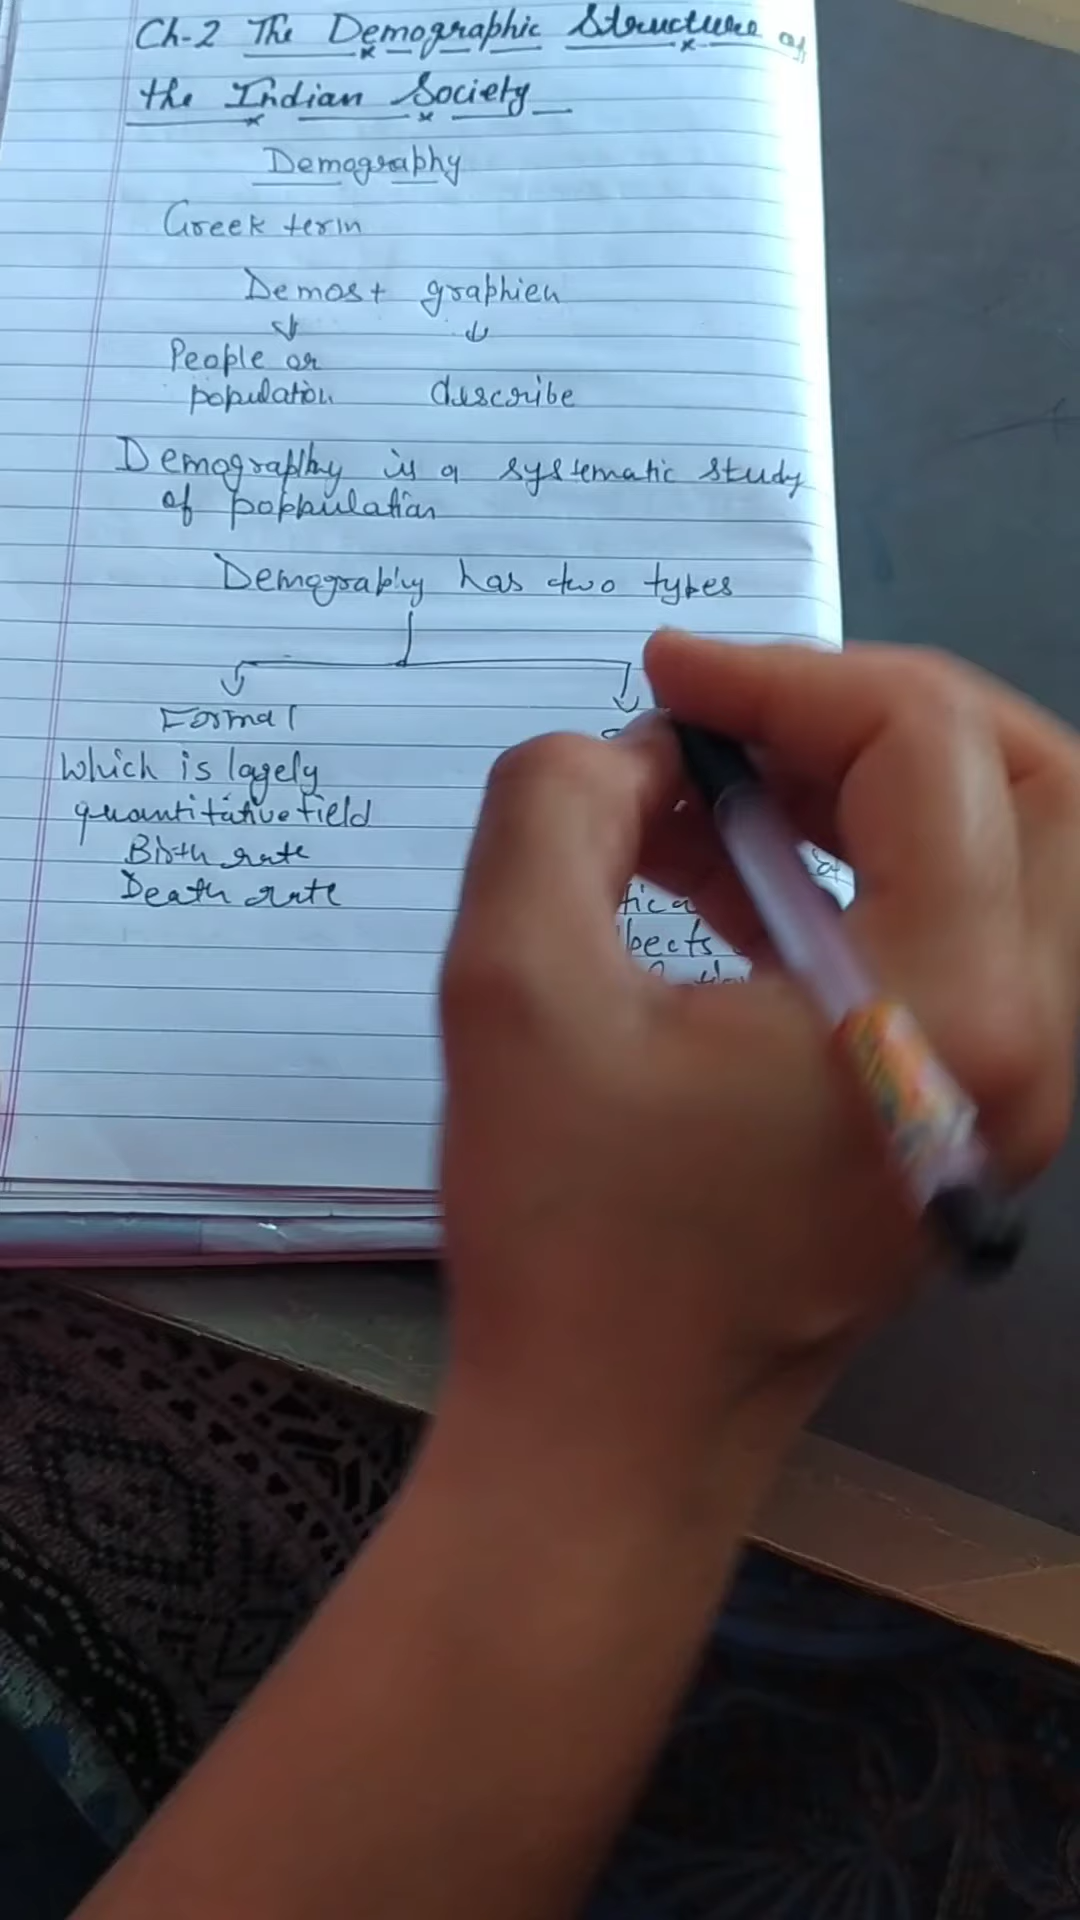 Ch-2 The Demographic Structure of
the Indian Society
Demography
Greek term
Demos + graphien
People or
population describe
Demography is a systematic study
of poppulation
Demography has two types
Formal
Which is lagely
quantitative field
Birth rate
Death rate